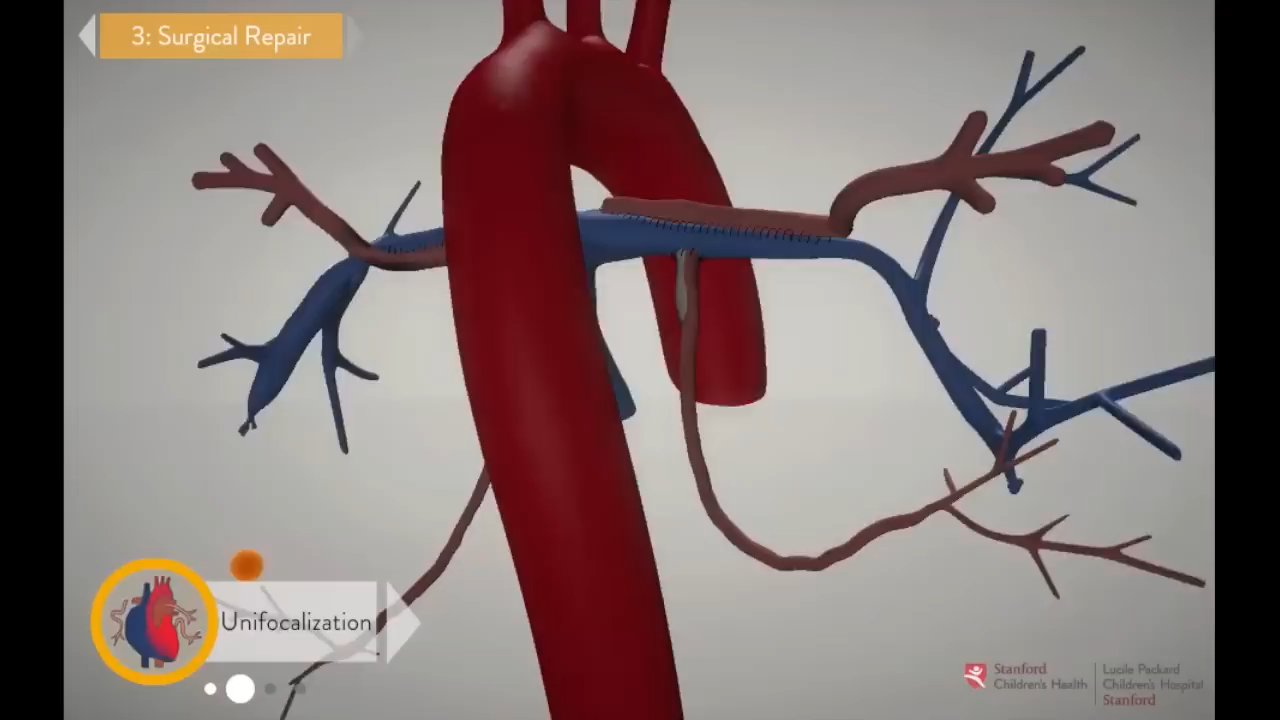 3: Surgical Repair
Unifocalization
Stanford
Children's Health
Lucile Packard
Children's Hospital
Stanford